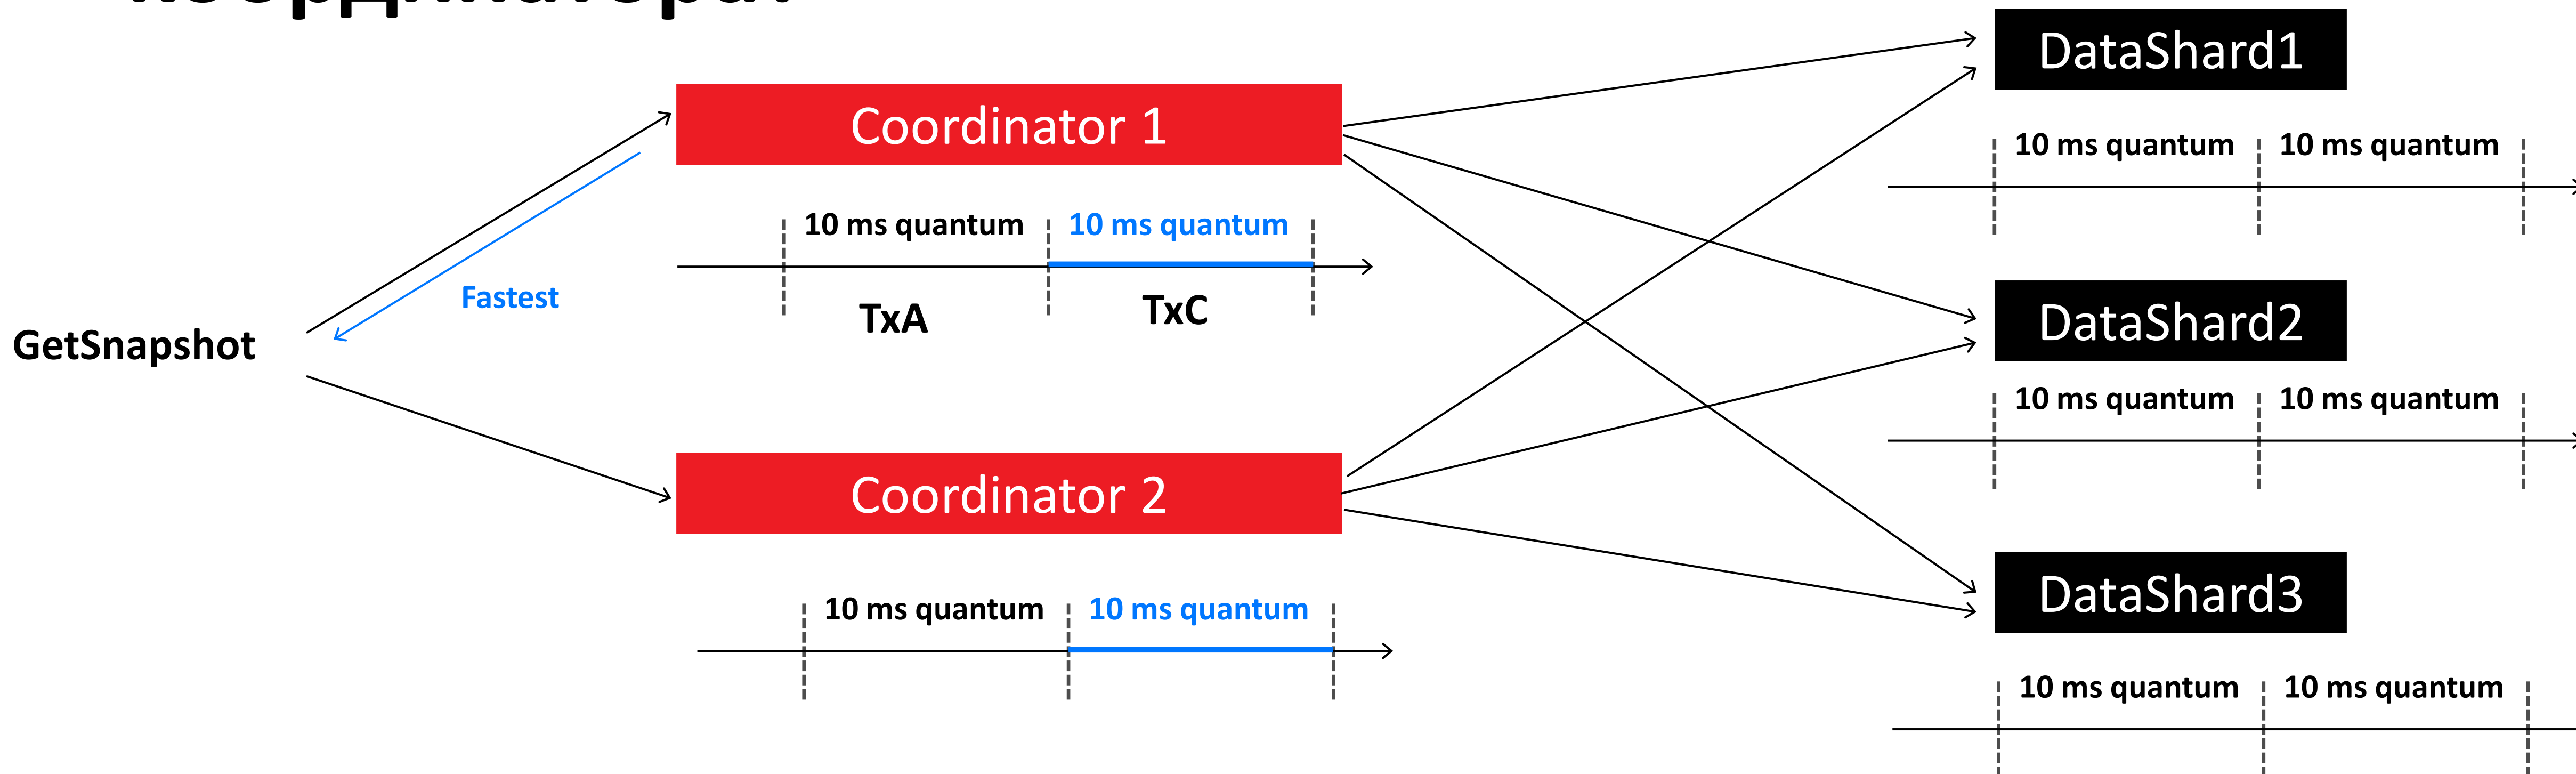 GetSnapshot
Fastest
Coordinator 1
10 ms quantum 10 ms quantum
TxA TxC
Coordinator 2
10 ms quantum 10 ms quantum
DataShard1
10 ms quantum 10 ms quantum
DataShard2
10 ms quantum 10 ms quantum
DataShard3
10 ms quantum 10 ms quantum